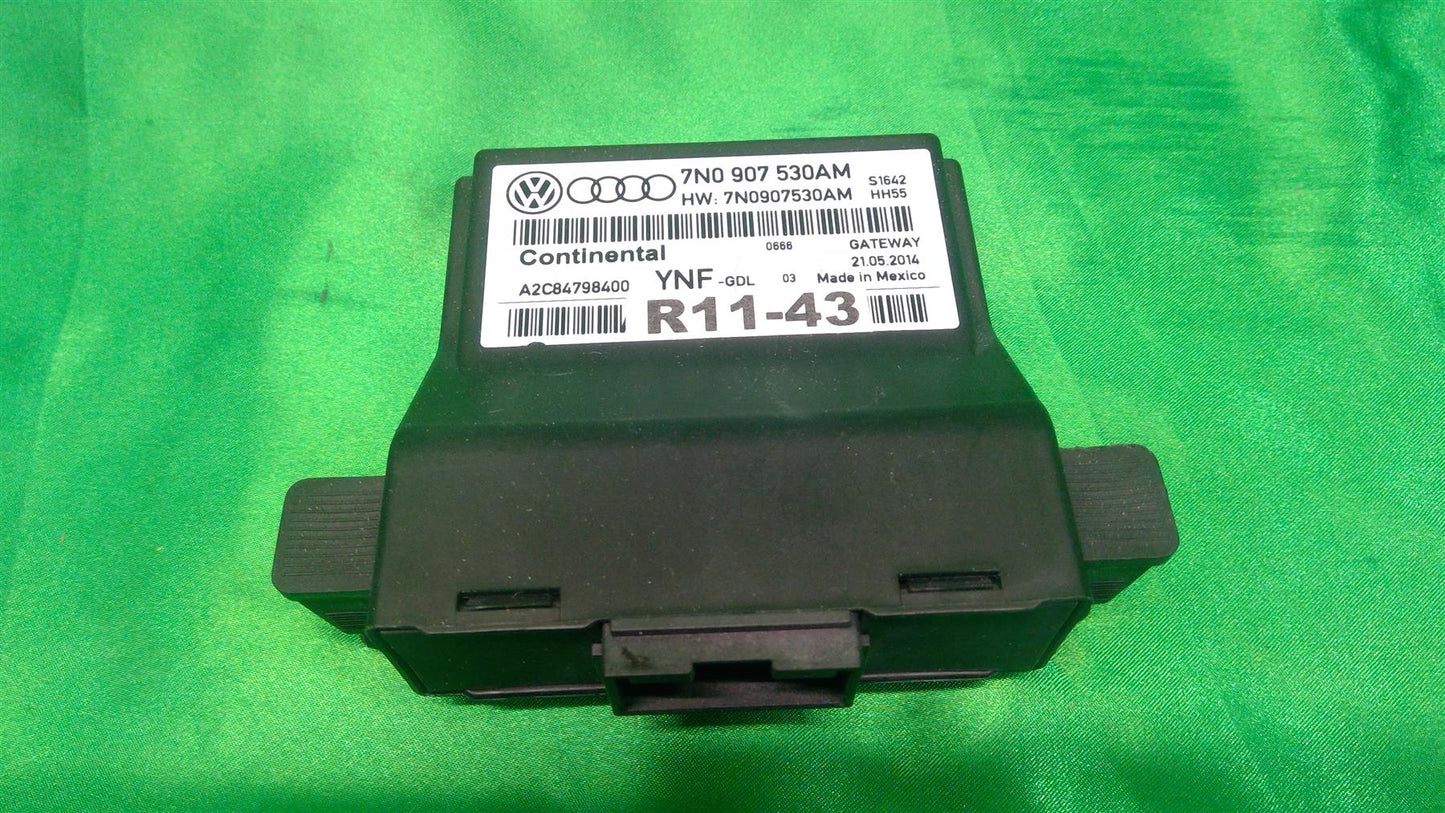 7N0 907 530AM
HW: 7N0907530AM
S1642
HH55
Continental
0666
GATEWAY
21.05.2014
A2C84798400
YNF -GDL
03
Made in Mexico
R11-43